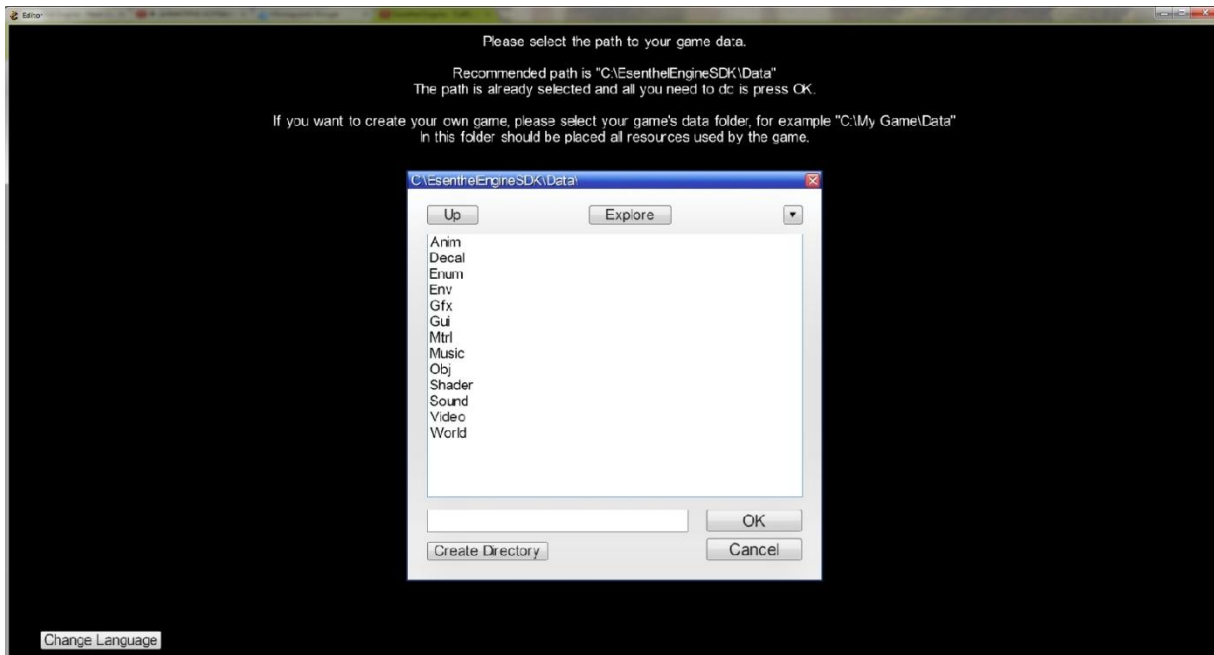 Editor
Please select the path to your game data.
Recommended path is "C:\EsenthelEngineSDK\Data"
The path is already selected and all you need to dc is press OK.
If you want to create your own game, please select your game's data folder, for example "C:\My Game\Data"
In this folder should be placed all resources used by the game.
C:\EsenthelEngineSDK\Data\
Up
Explore
Anim
Decal
Enum
Env
Gfx
Gui
Mtrl
Music
Obj
Shader
Sound
Video
World
OK
Create Directory
Cancel
Change Language